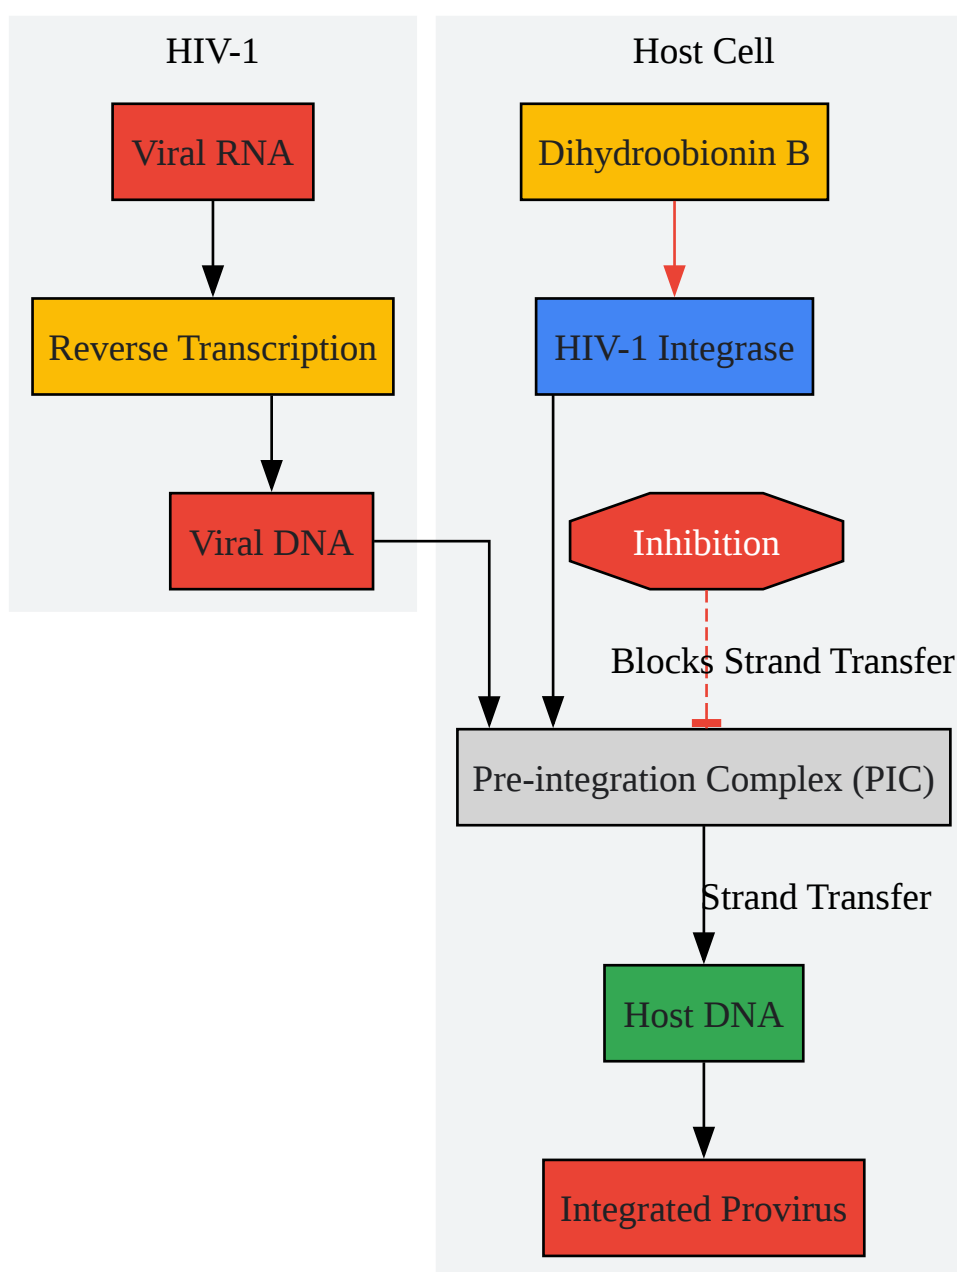 HIV-1
Viral RNA
Reverse Transcription
Viral DNA
Host Cell
Dihydroobionin B
HIV-1 Integrase
Inhibition
Blocks Strand Transfer
Pre-integration Complex (PIC)
Strand Transfer
Host DNA
Integrated Provirus